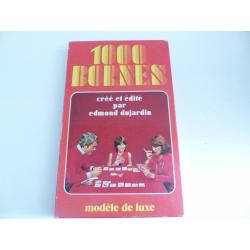 1000
BORNES
créé et édité
par
edmond dujardin
modèle de luxe